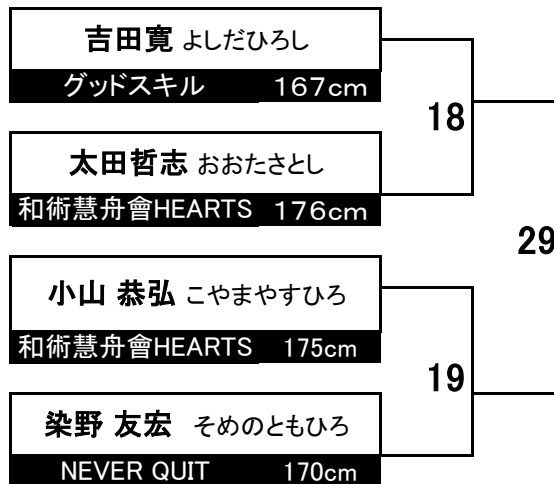 吉田寛 よしだひろし
グッドスキル 167cm
18
太田哲志 おおたさとし
和術慧舟會HEARTS 176cm
29
小山 恭弘 こやまやすひろ
和術慧舟會HEARTS 175cm
19
染野 友宏 そめのともひろ
NEVER QUIT 170cm